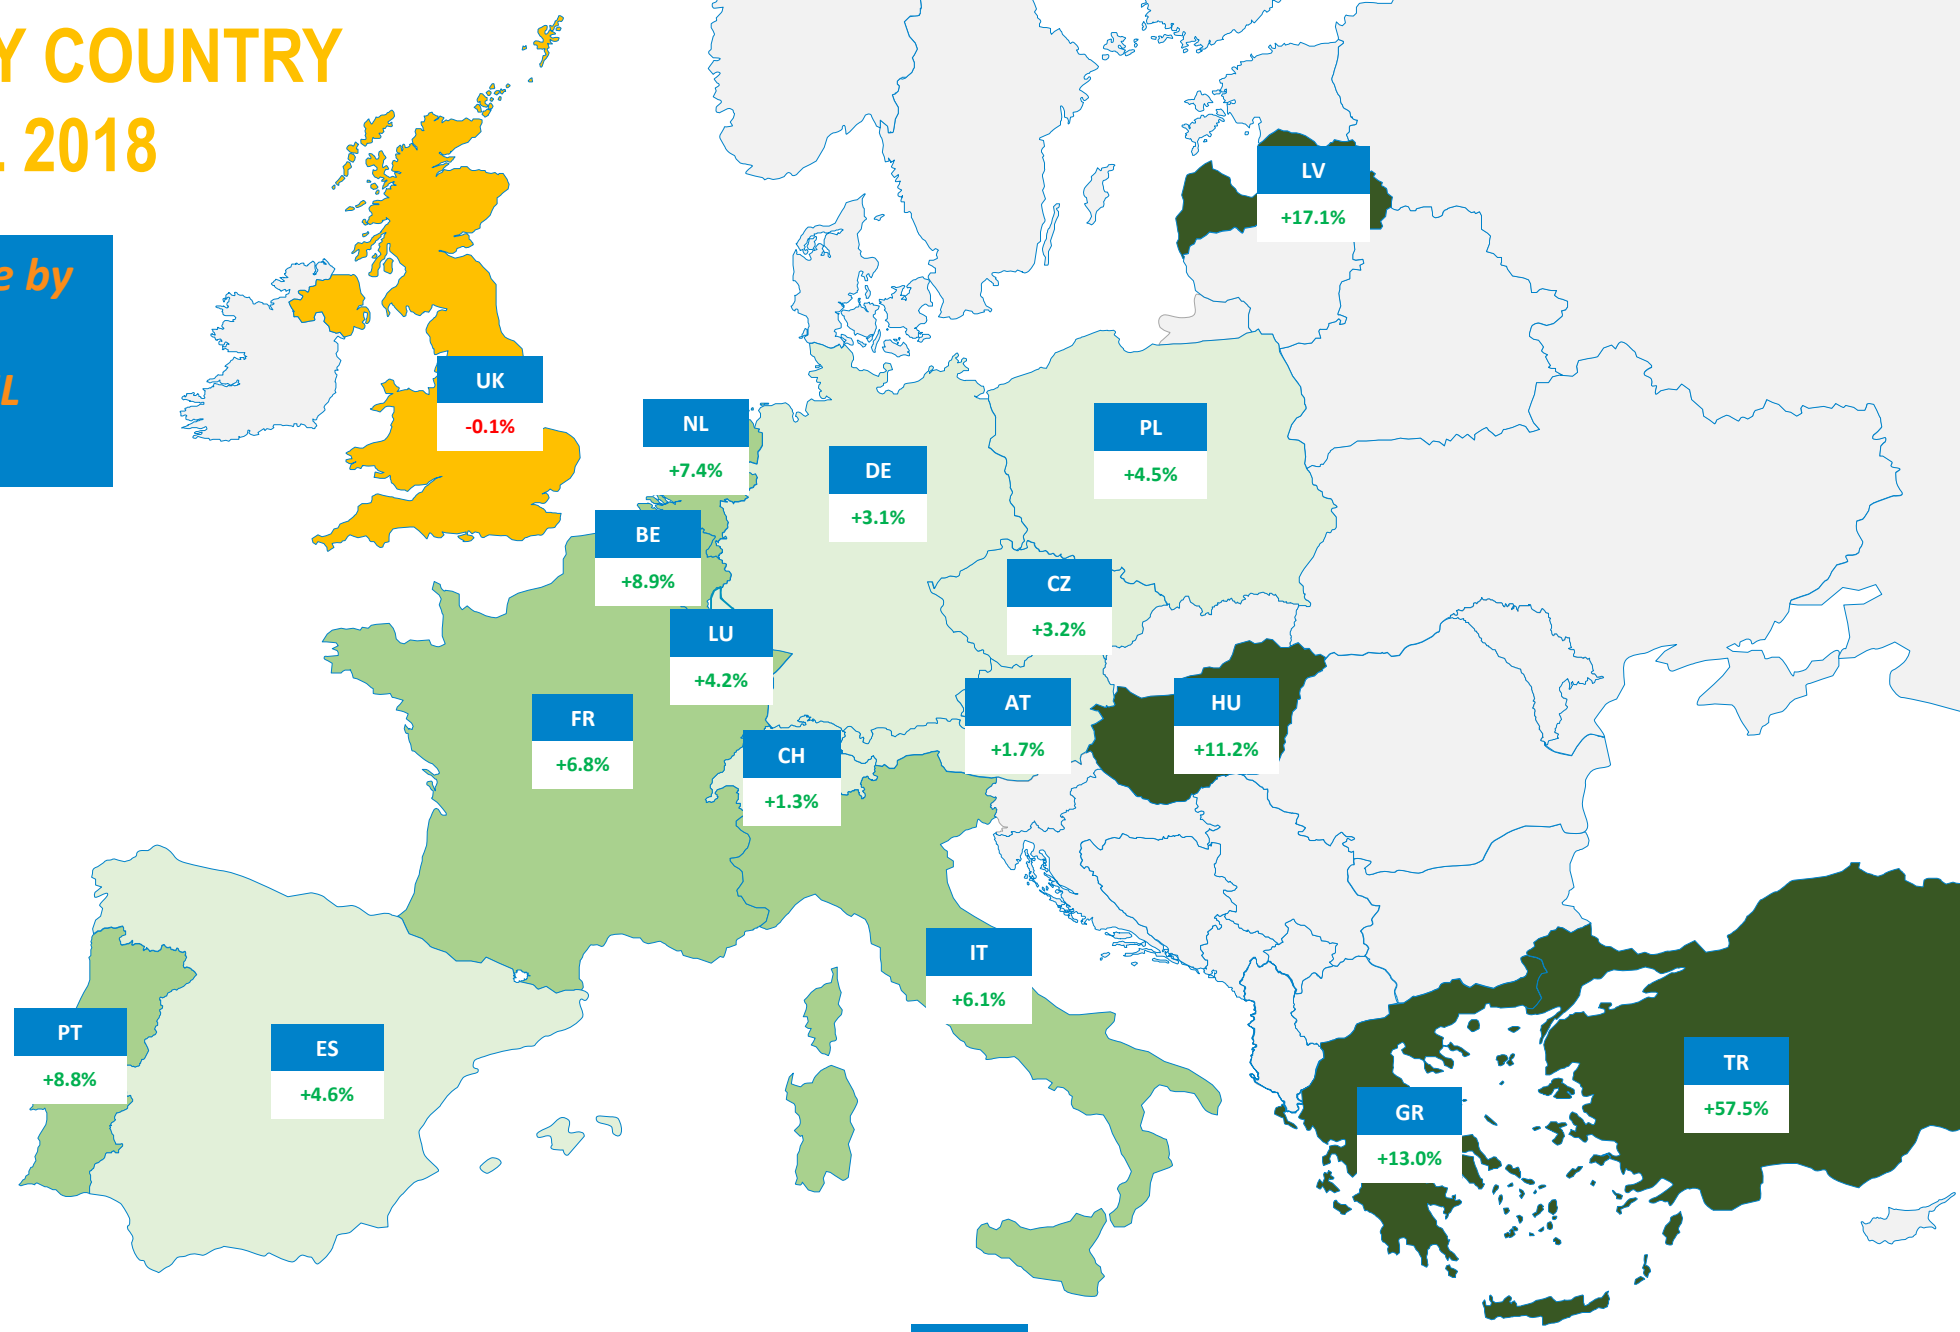 Y COUNTRY
2018
e by
L
LV
+17.1%
UK
-0.1%
NL
+7.4%
DE
+3.1%
PL
+4.5%
BE
+8.9%
CZ
+3.2%
LU
+4.2%
FR
+6.8%
AT
+1.7%
HU
+11.2%
CH
+1.3%
IT
+6.1%
PT
+8.8%
ES
+4.6%
TR
+57.5%
GR
+13.0%